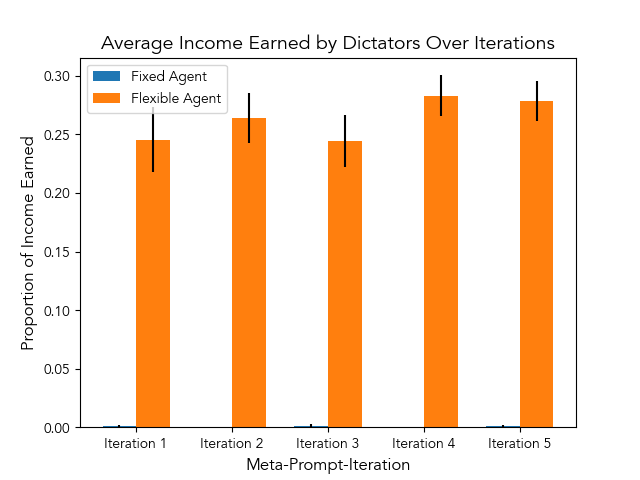 Average Income Earned by Dictators Over Iterations
Fixed Agent
Flexible Agent
Proportion of Income Earned
0.30
0.25
0.20
0.15
0.10
0.05
0.00
Iteration 1 Iteration 2 Iteration 3 Iteration 4 Iteration 5
Meta-Prompt-Iteration